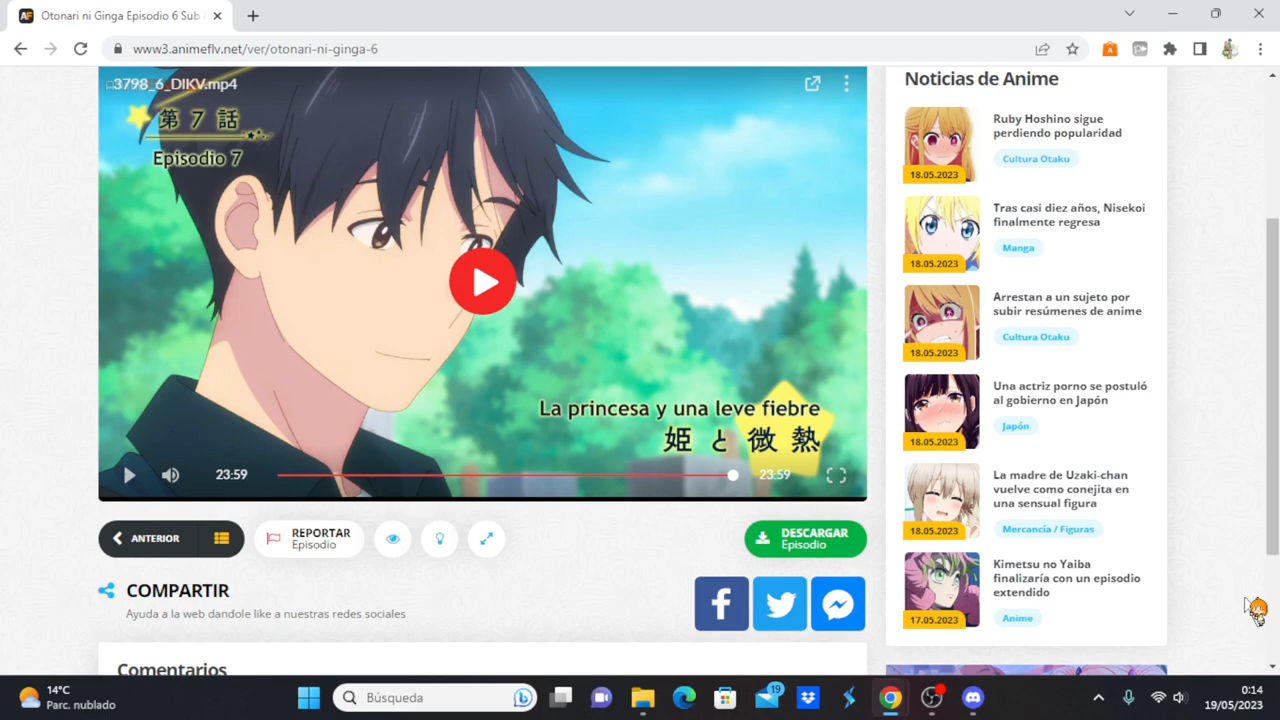 Otonari ni Ginga Episodio 6 Sub
www3.animeflv.net/ver/otonari-ni-ginga-6
3798_6_DIKV.mp4
第7話
Episodio 7
La princesa y una leve fiebre
姫と微熱
23:59
23:59
ANTERIOR
REPORTAR
Episodio
DESCARGAR
Episodio
COMPARTIR
Ayuda a la web dandole like a nuestras redes sociales
Comentarios
Noticias de Anime
Ruby Hoshino sigue
perdiendo popularidad
Cultura Otaku
18.05.2023
Tras casi diez años, Nisekoi
finalmente regresa
Manga
18.05.2023
Arrestan a un sujeto por
subir resúmenes de anime
Cultura Otaku
18.05.2023
Una actriz porno se postuló
al gobierno en Japón
Japón
18.05.2023
La madre de Uzaki-chan
vuelve como conejita en
una sensual figura
Mercancía / Figuras
18.05.2023
Kimetsu no Yaiba
finalizaría con un episodio
extendido
Anime
17.05.2023
14°C
Parc. nublado
Búsqueda
19
0:14
19/05/2023